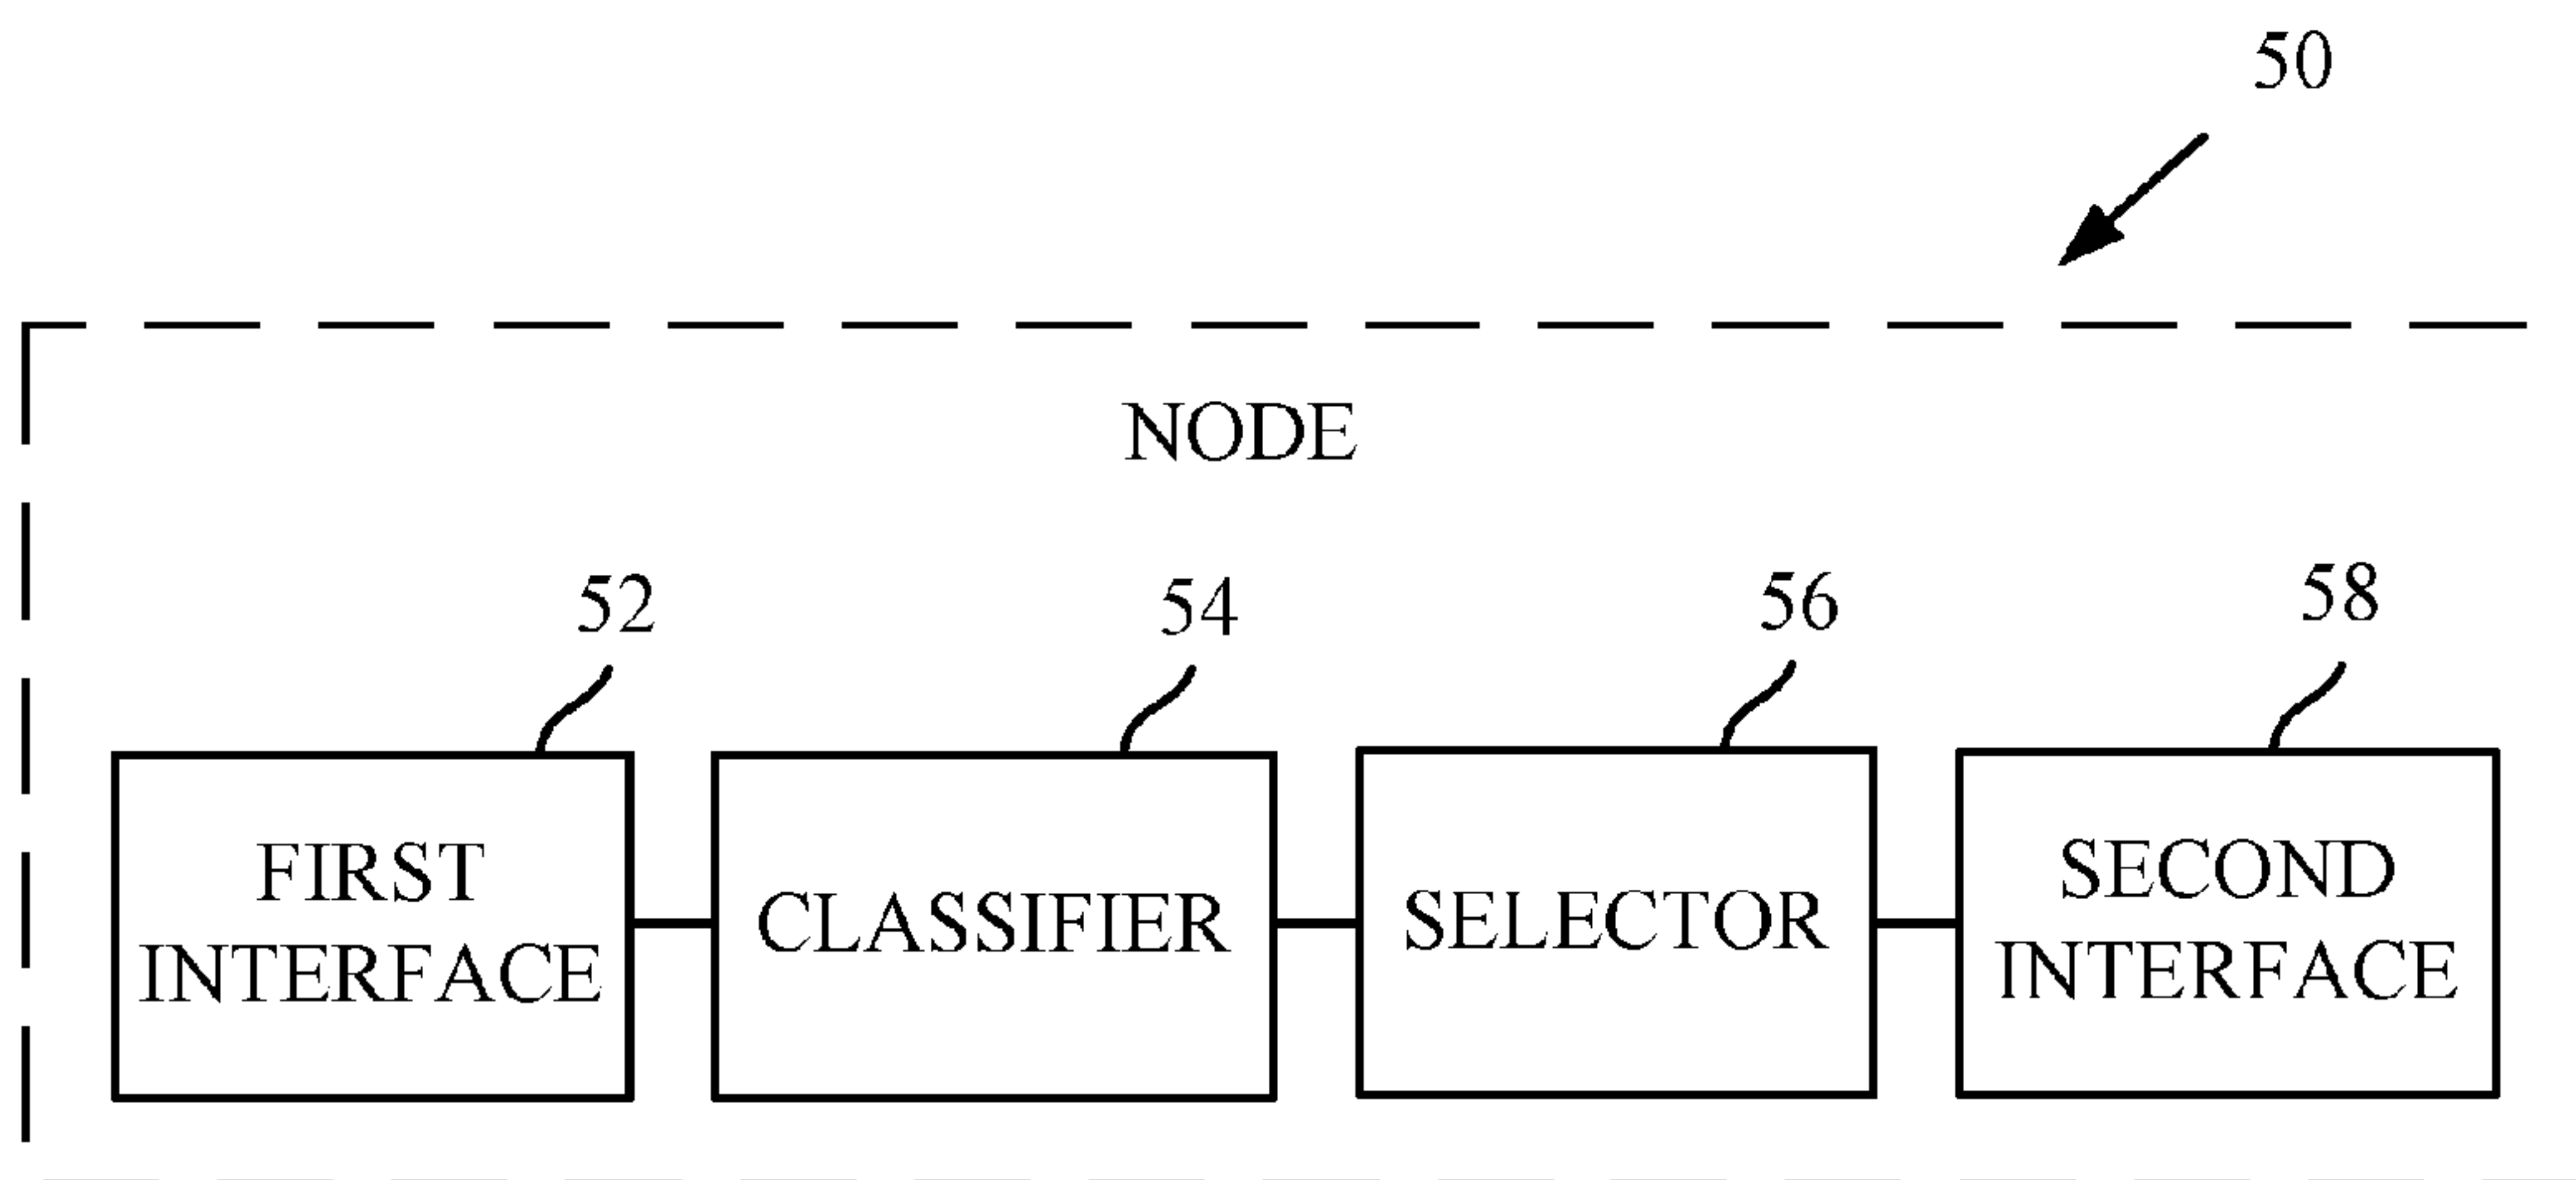 50
NODE
52
54
56
58
FIRST
INTERFACE
CLASSIFIER
SELECTOR
SECOND
INTERFACE